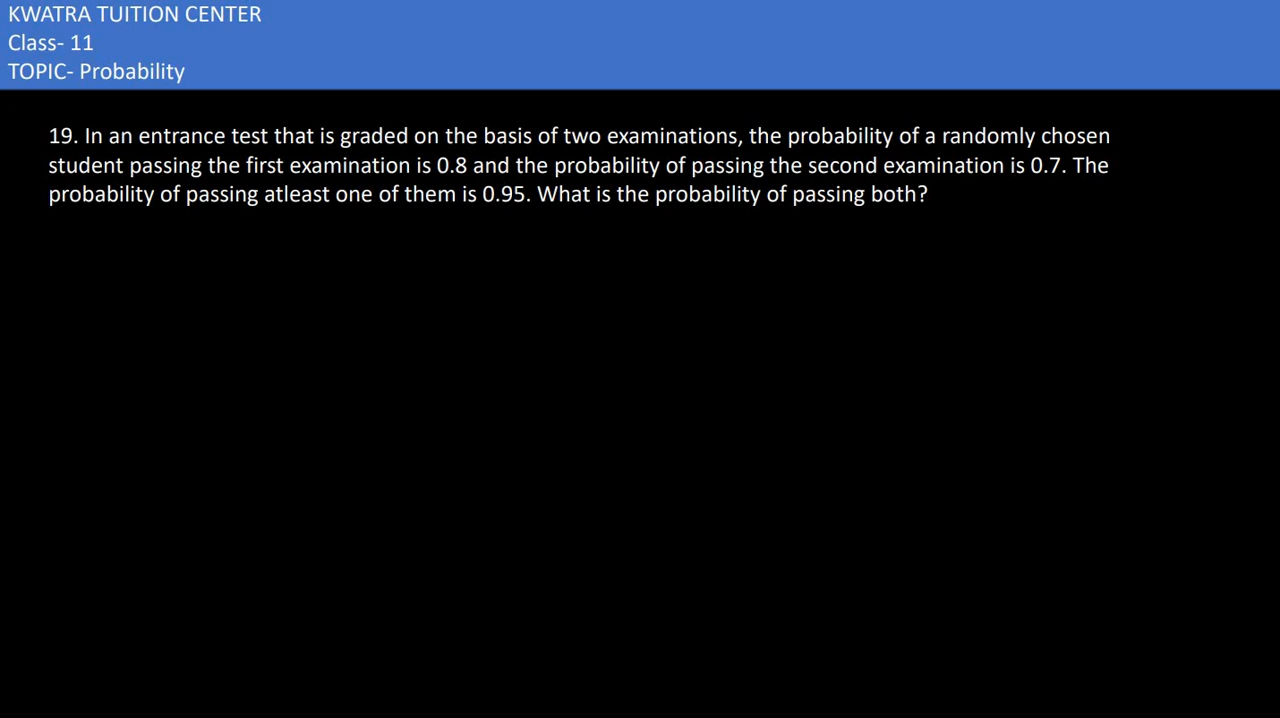 KWATRA TUITION CENTER
Class- 11
TOPIC- Probability
19. In an entrance test that is graded on the basis of two examinations, the probability of a randomly chosen
student passing the first examination is 0.8 and the probability of passing the second examination is 0.7. The
probability of passing atleast one of them is 0.95. What is the probability of passing both?